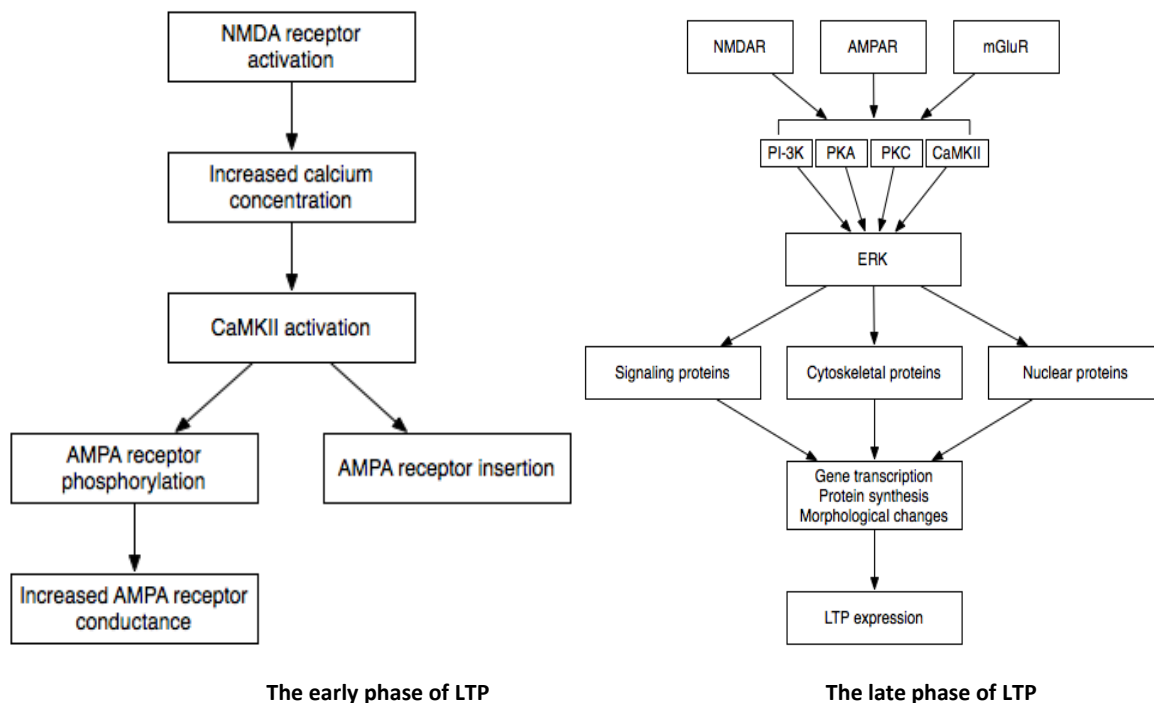 NMDA receptor
activation
Increased calcium
concentration
CaMKII activation
AMPA receptor
phosphorylation
AMPA receptor insertion
Increased AMPA receptor
conductance
The early phase of LTP
NMDAR
AMPAR
mGluR
PI-3K
PKA
PKC
CaMKII
ERK
Signaling proteins
Cytoskeletal proteins
Nuclear proteins
Gene transcription
Protein synthesis
Morphological changes
LTP expression
The late phase of LTP